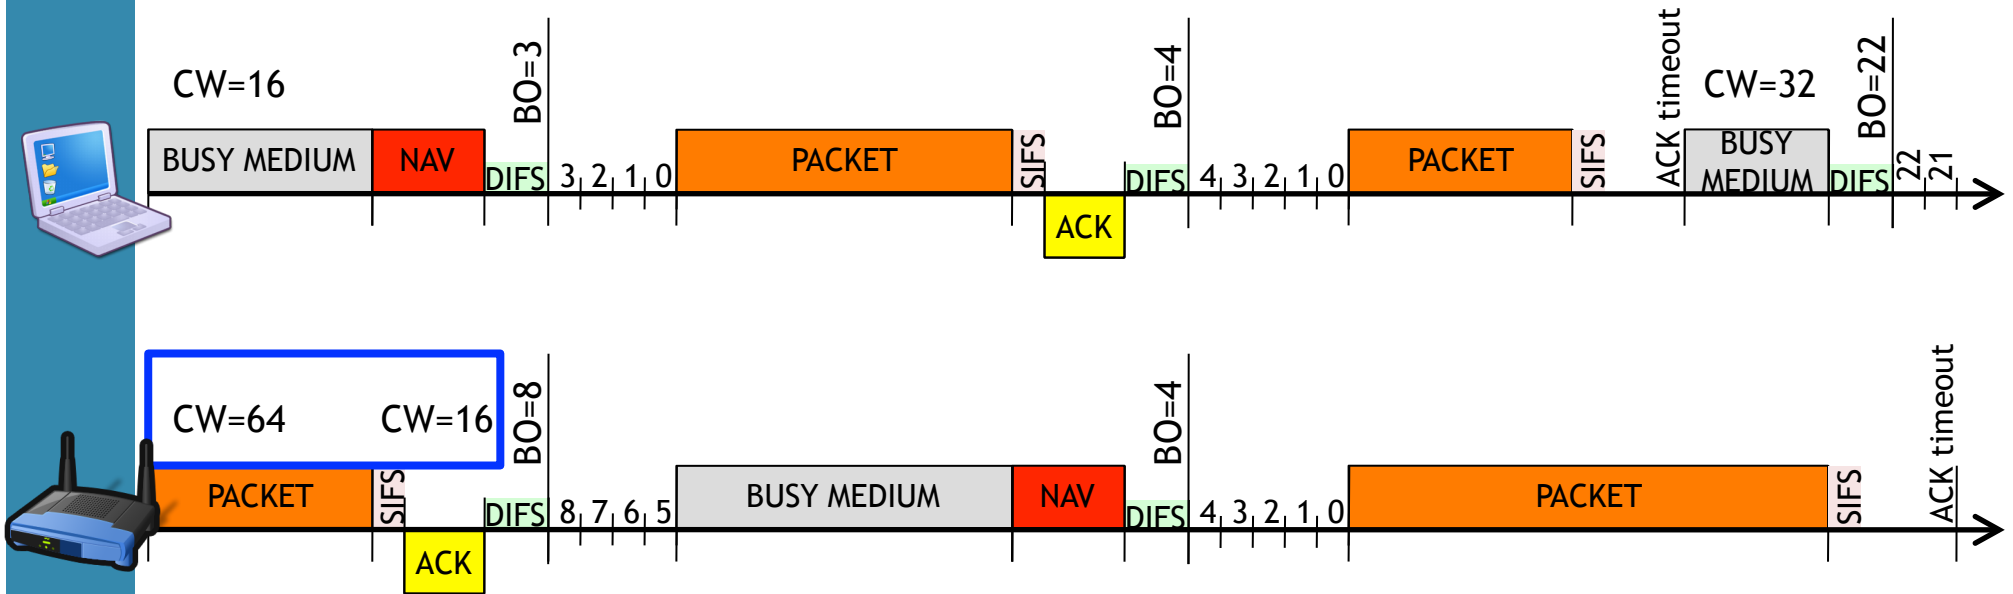 CW=16
BO=3
BO=4
ACK timeout
CW=32
BO=22
BUSY MEDIUM
NAV
DIFS
3 2 1 0
PACKET
SIFS
ACK
DIFS
4 3 2 1 0
PACKET
SIFS
BUSY
MEDIUM
DIFS
22
21
CW=64
CW=16
BO=8
BO=4
ACK timeout
PACKET
SIFS
ACK
DIFS
8 7 6 5
BUSY MEDIUM
NAV
DIFS
4 3 2 1 0
PACKET
SIFS